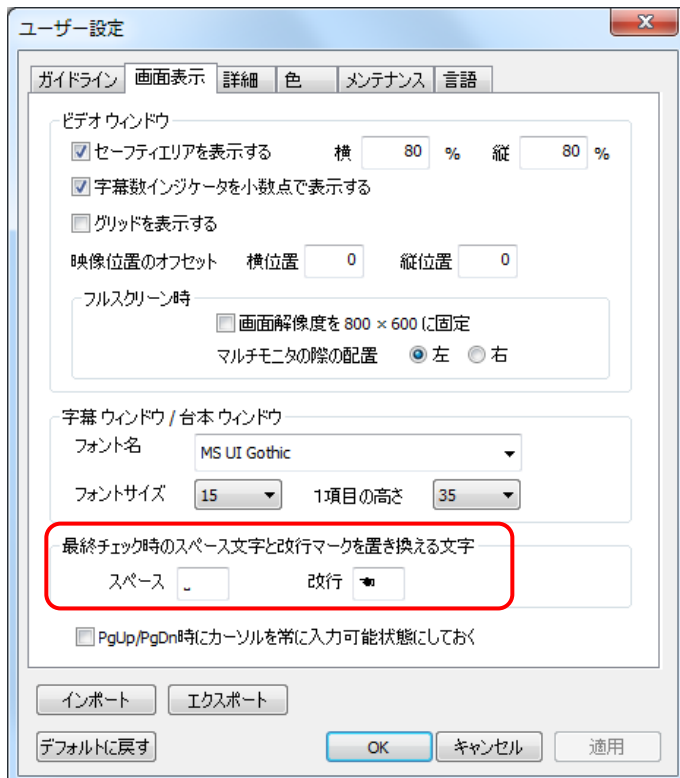 ユーザー設定
ガイドライン 画面表示 詳細 色 メンテナンス 言語
ビデオ ウィンドウ
セーフティエリアを表示する 横 80 % 縦 80 %
字幕数インジケータを小数点で表示する
グリッドを表示する
映像位置のオフセット 横位置 0 縦位置 0
フルスクリーン時
画面解像度を 800 × 600 に固定
マルチモニタの際の配置 左 右
字幕 ウィンドウ / 台本 ウィンドウ
フォント名 MS UI Gothic
フォントサイズ 15 1項目の高さ 35
最終チェック時のスペース文字と改行マークを置き換える文字
スペース ˽ 改行 ☚
PgUp/PgDn時にカーソルを常に入力可能状態にしておく
インポート エクスポート
デフォルトに戻す OK キャンセル 適用